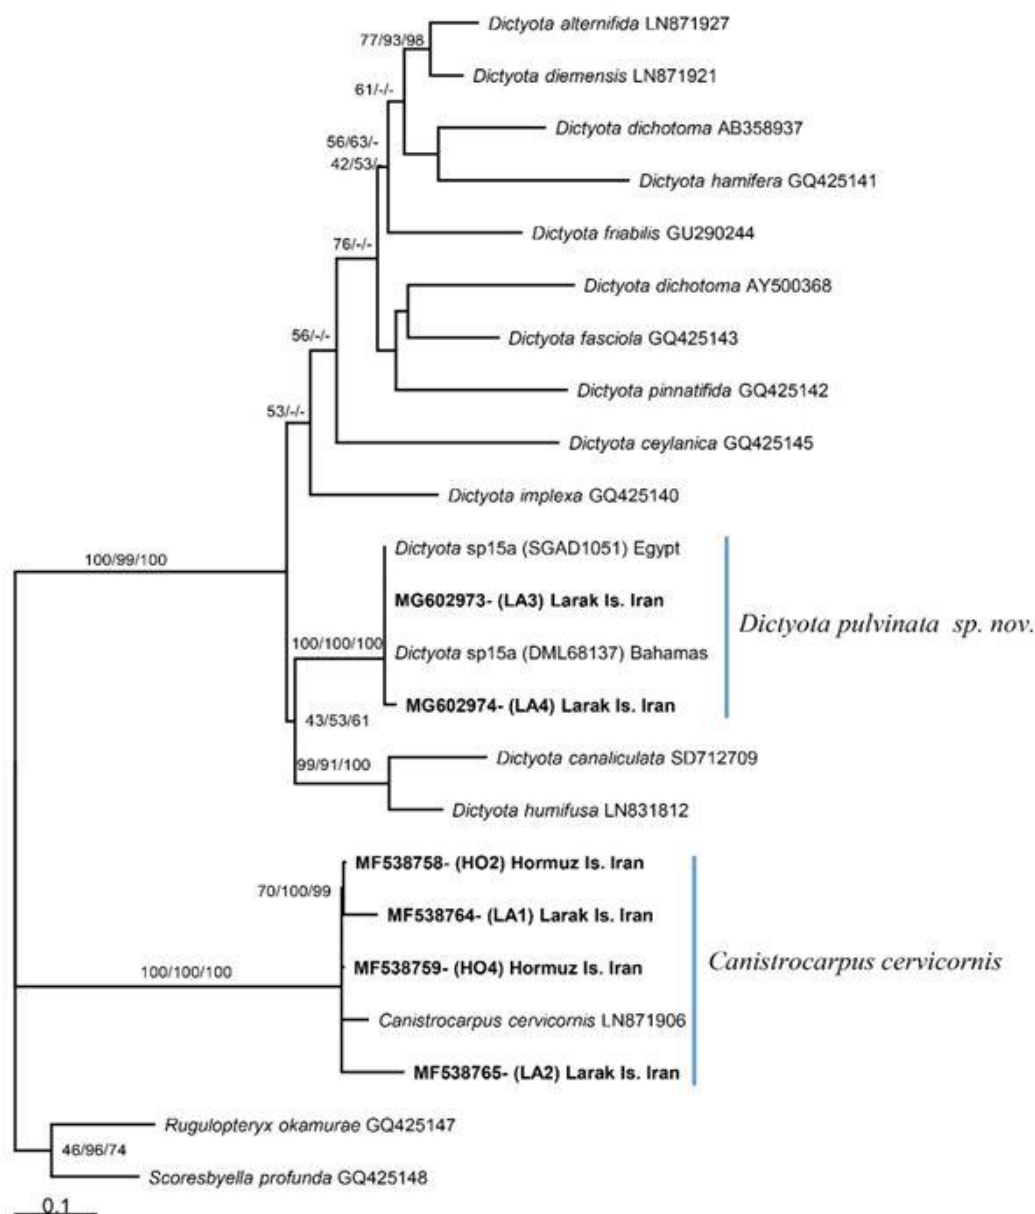 Dictyota alternifida LN871927
77/93/98
Dictyota diemensis LN871921
61/-/-
Dictyota dichotoma AB358937
56/63/-
42/53/-
Dictyota hamifera GQ425141
Dictyota friabilis GU290244
76/-/-
Dictyota dichotoma AY500368
56/-/-
Dictyota fasciola GQ425143
Dictyota pinnatifida GQ425142
53/-/-
Dictyota ceylanica GQ425145
Dictyota implexa GQ425140
Dictyota sp15a (SGAD1051) Egypt
100/99/100
MG602973- (LA3) Larak Is. Iran
Dictyota pulvinata sp. nov.
100/100/100
Dictyota sp15a (DML68137) Bahamas
MG602974- (LA4) Larak Is. Iran
43/53/61
Dictyota canaliculata SD712709
99/91/100
Dictyota humifusa LN831812
MF538758- (HO2) Hormuz Is. Iran
70/100/99
MF538764- (LA1) Larak Is. Iran
Canistrocarpus cervicornis
100/100/100
MF538759- (HO4) Hormuz Is. Iran
Canistrocarpus cervicornis LN871906
MF538765- (LA2) Larak Is. Iran
Rugulopteryx okamurae GQ425147
46/96/74
Scoresbyella profunda GQ425148
0.1